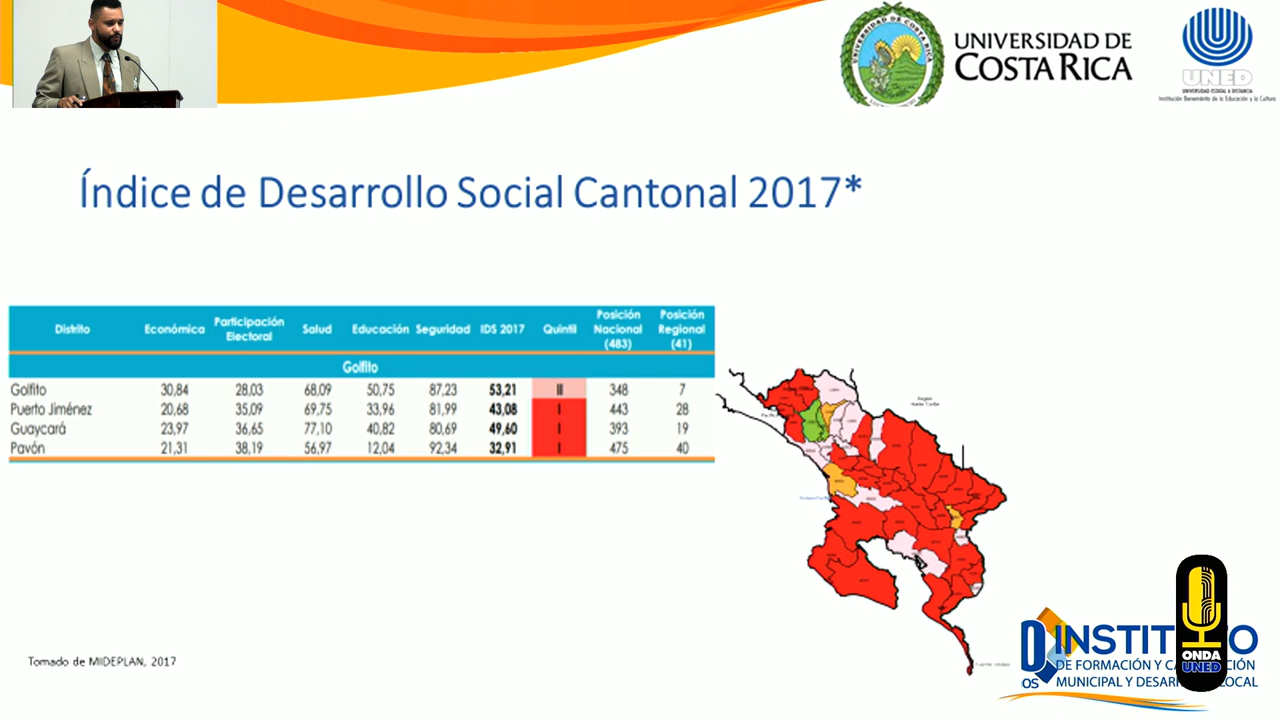 UNIVERSIDAD DE
COSTA RICA
UNED
UNIVERSIDAD ESTATAL A DISTANCIA
Institución Benemérita de la Educación y la Cultura
Índice de Desarrollo Social Cantonal 2017*
Distrito Económica Participación Electoral Salud Educación Seguridad IDS 2017 Quintil Posición Nacional (483) Posición Regional (41)
Golfito
Golfito 30,84 28,03 68,09 50,75 87,23 53,21 II 348 7
Puerto Jiménez 20,68 35,09 69,75 33,96 81,99 43,08 I 443 28
Guaycará 23,97 36,65 77,10 40,82 80,69 49,60 I 393 19
Pavón 21,31 38,19 56,97 12,04 92,34 32,91 I 475 40
Tomado de MIDEPLAN, 2017
INSTIT O
DE FORMACIÓN Y
MUNICIPAL Y
ONDA
UNED